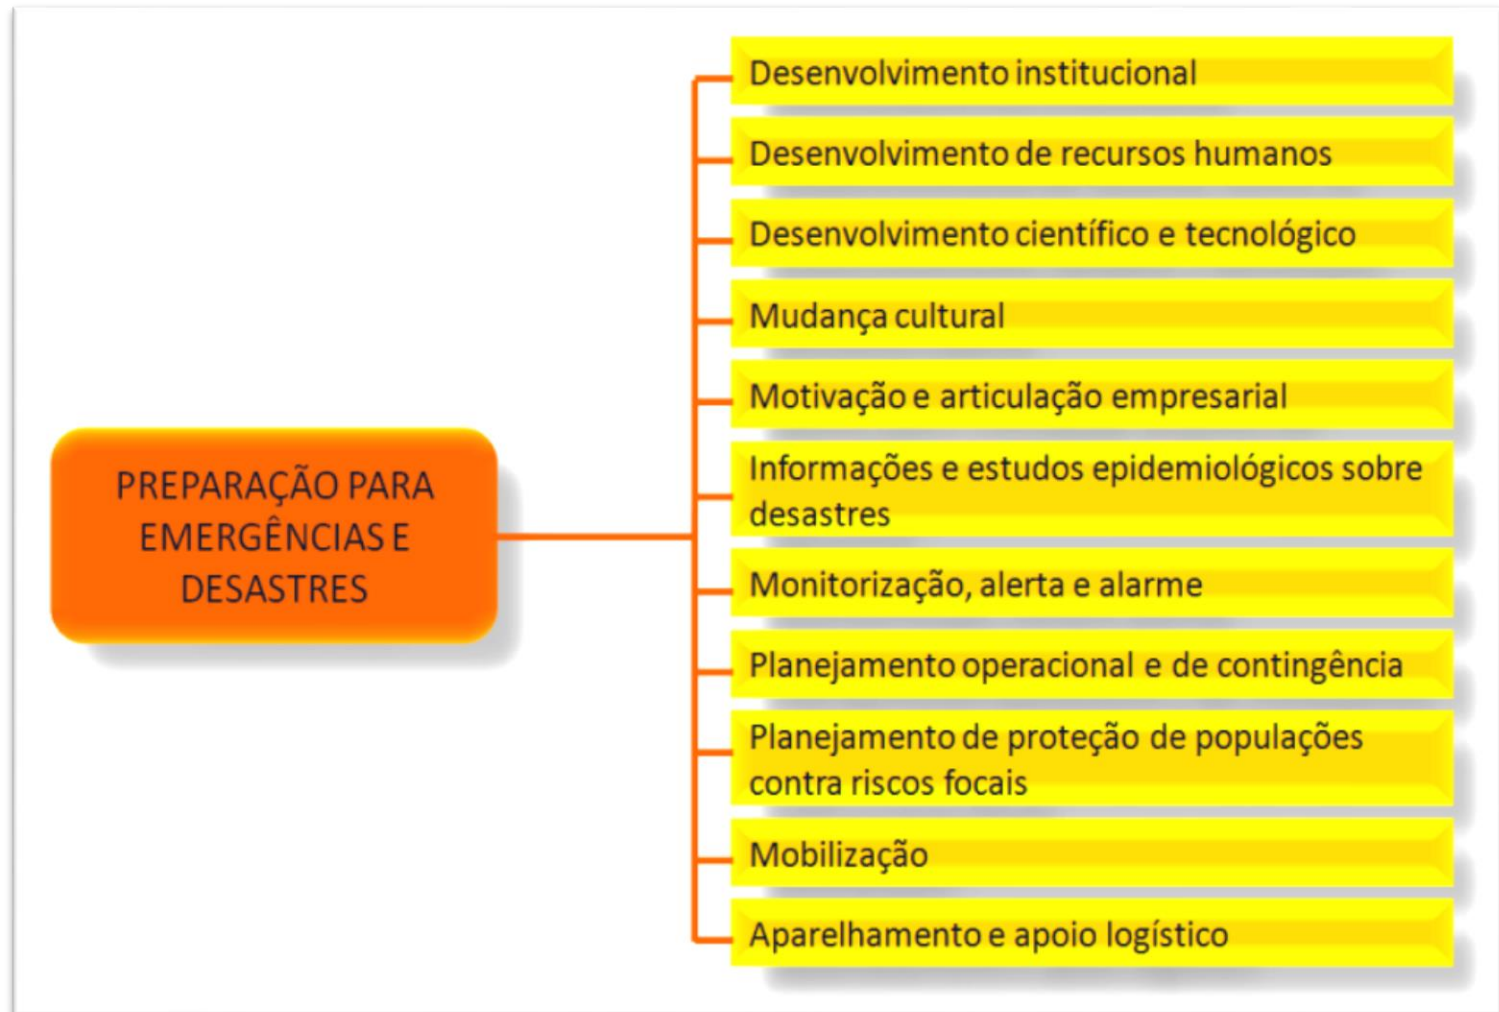 PREPARAÇÃO PARA
EMERGÊNCIAS E
DESASTRES
Desenvolvimento institucional
Desenvolvimento de recursos humanos
Desenvolvimento científico e tecnológico
Mudança cultural
Motivação e articulação empresarial
Informações e estudos epidemiológicos sobre
desastres
Monitorização, alerta e alarme
Planejamento operacional e de contingência
Planejamento de proteção de populações
contra riscos focais
Mobilização
Aparelhamento e apoio logístico